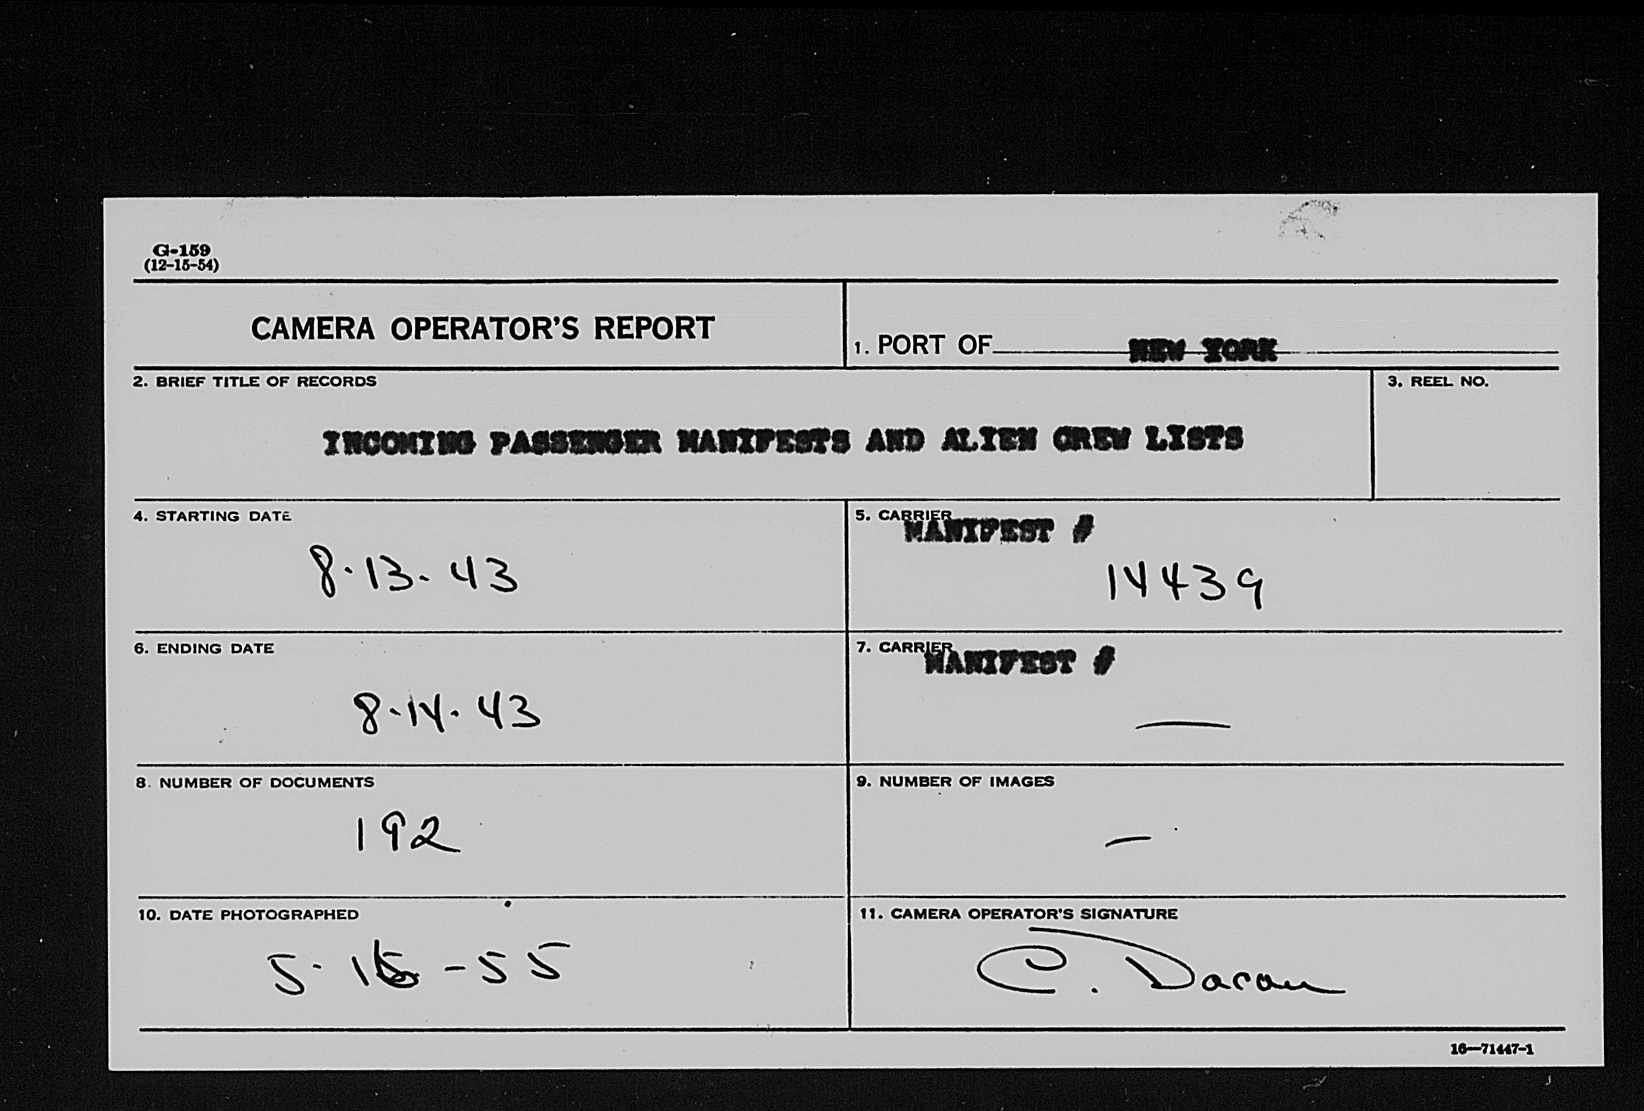 G-159
(12-15-54)
CAMERA OPERATOR'S REPORT
1. PORT OF NEW YORK
2. BRIEF TITLE OF RECORDS
3. REEL NO.
INCOMING PASSENGER MANIFESTS AND ALIEN CREW LISTS
4. STARTING DATE
8-13-43
5. CARRIER
MANIFEST #
14439
6. ENDING DATE
8-14-43
7. CARRIER
MANIFEST #
—
8. NUMBER OF DOCUMENTS
192
9. NUMBER OF IMAGES
—
10. DATE PHOTOGRAPHED
5-16-55
11. CAMERA OPERATOR'S SIGNATURE
C.
16—71447-1